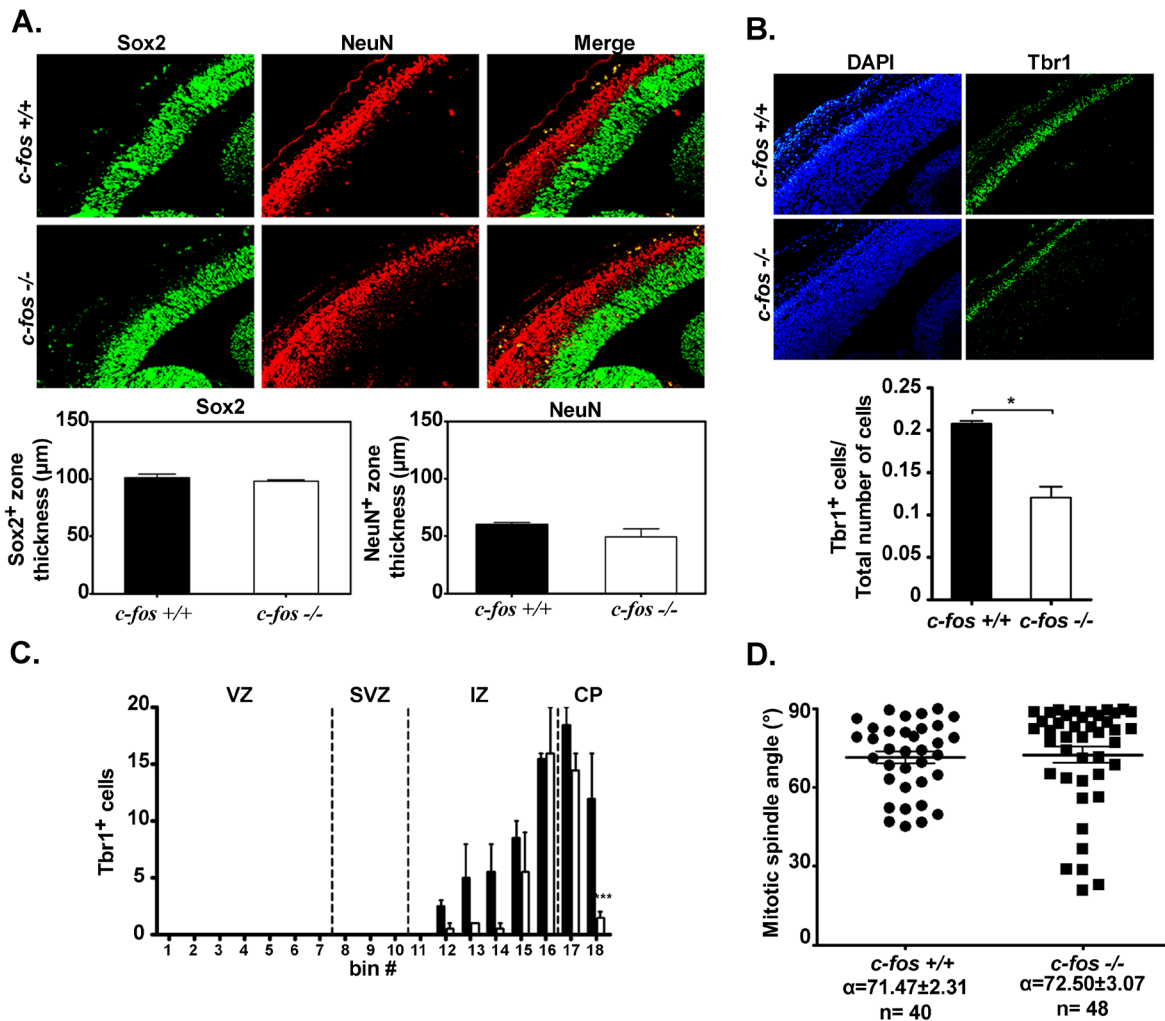 A.
Sox2 NeuN Merge
c-fos +/+
c-fos -/-
Sox2
Sox2+ zone
thickness (µm)
150
100
50
0
c-fos +/+ c-fos -/-
NeuN
NeuN+ zone
thickness (µm)
150
100
50
0
c-fos +/+ c-fos -/-
B.
DAPI Tbr1
c-fos +/+
c-fos -/-
Tbr1+ cells/
Total number of cells
0.25
0.2
0.15
0.1
0.05
0
*
c-fos +/+ c-fos -/-
C.
VZ SVZ IZ CP
Tbr1+ cells
20
15
10
5
0
***
1 2 3 4 5 6 7 8 9 10 11 12 13 14 15 16 17 18
bin #
D.
Mitotic spindle angle (°)
90
60
30
0
c-fos +/+ c-fos -/-
α=71.47±2.31 α=72.50±3.07
n= 40 n= 48